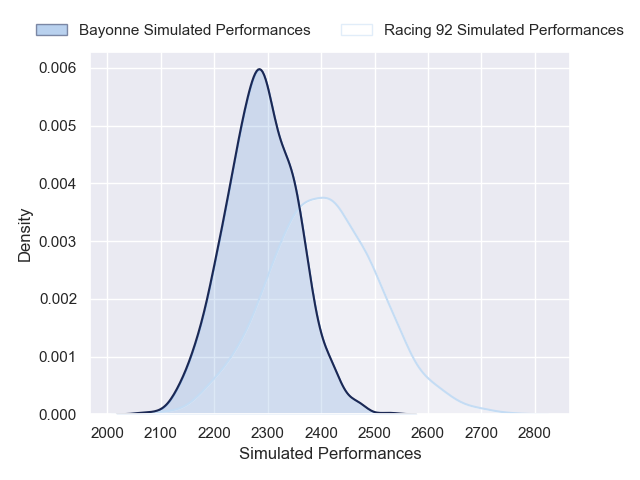 Bayonne Simulated Performances Racing 92 Simulated Performances
0.006
0.005
0.004
0.003
0.002
0.001
0.000
Density
2000 2100 2200 2300 2400 2500 2600 2700 2800
Simulated Performances